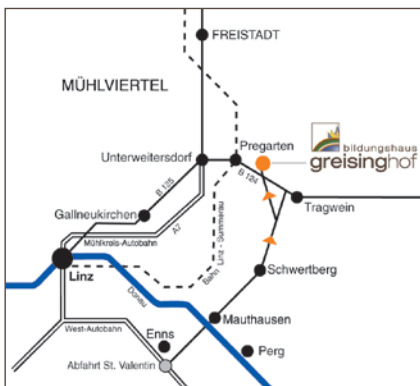 FREISTADT
MÜHLVIERTEL
bildungshaus
greisinghof
Pregarten
Unterweitersdorf
B 124
B 125
Tragwein
Gallneukirchen
Mühlkreis-Autobahn
A7
Linz - Summerau
Bahn
Schwertberg
Linz
Donau
West-Autobahn
Mauthausen
Enns
Perg
Abfahrt St. Valentin